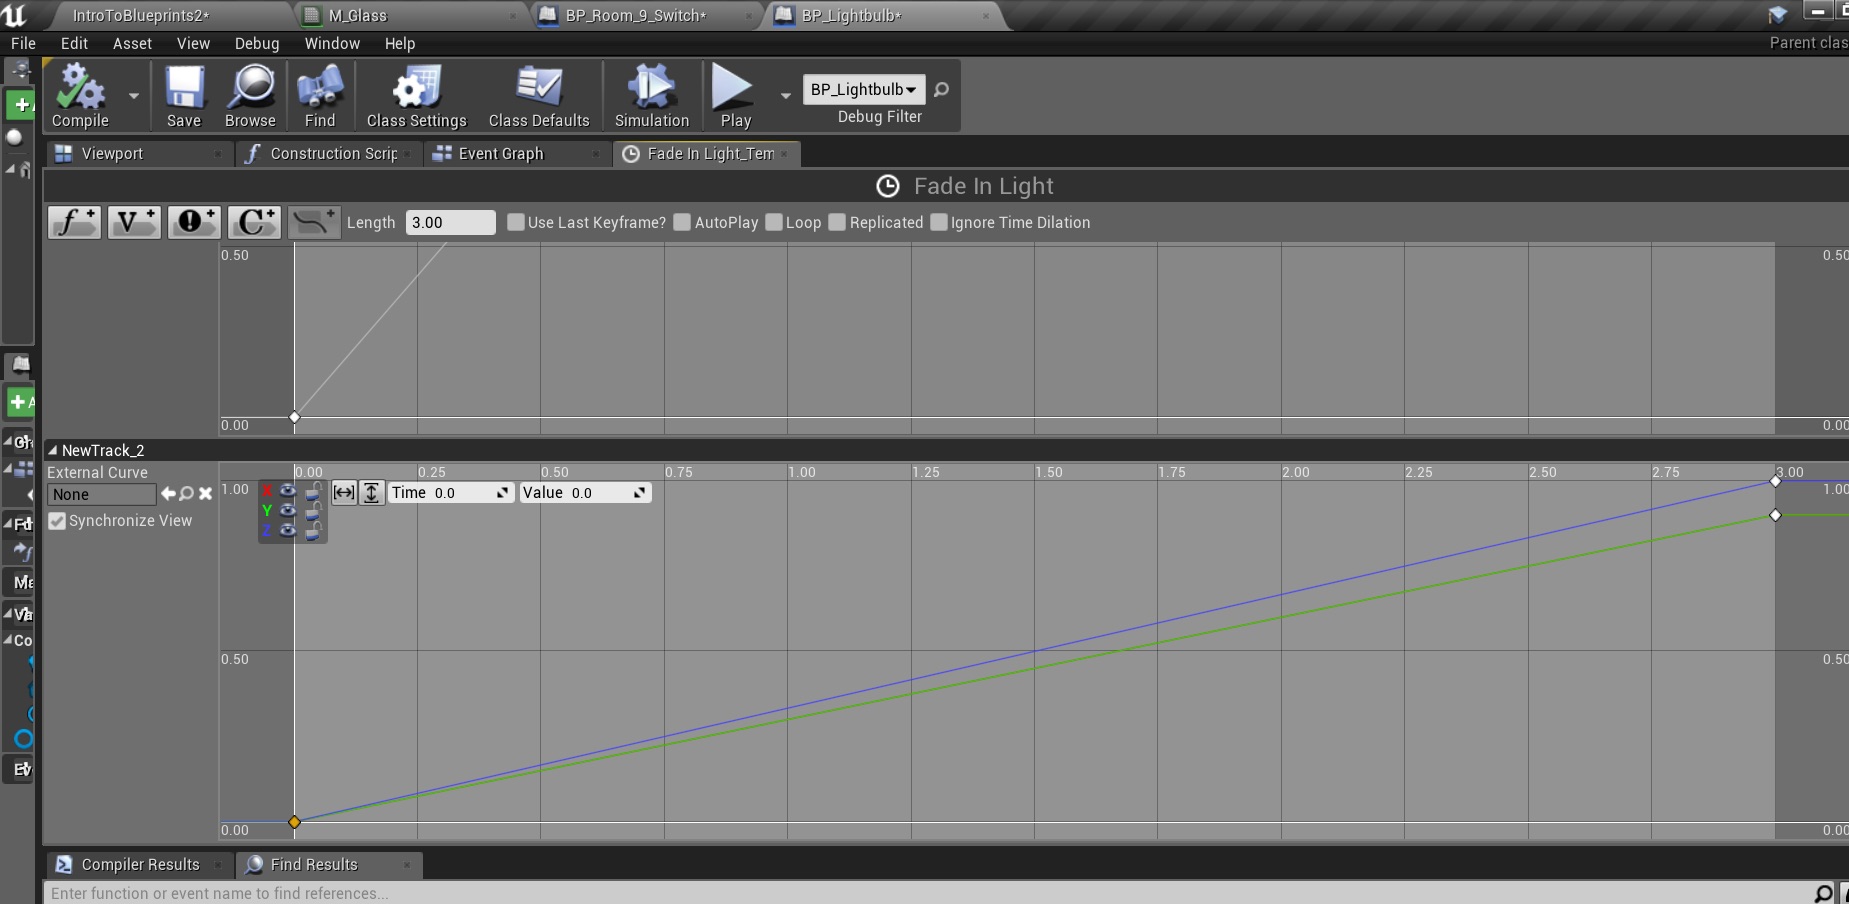 IntroToBlueprints2*
M_Glass
BP_Room_9_Switch*
BP_Lightbulb*
File Edit Asset View Debug Window Help
Parent clas
Compile
Save
Browse
Find
Class Settings
Class Defaults
Simulation
Play
BP_Lightbulb
Debug Filter
Viewport
Construction Scrip
Event Graph
Fade In Light_Tem
Fade In Light
Length 3.00 Use Last Keyframe? AutoPlay Loop Replicated Ignore Time Dilation
0.50 0.50
0.00 0.00
NewTrack_2
External Curve
None
Synchronize View
0.00 0.25 0.50 0.75 1.00 1.25 1.50 1.75 2.00 2.25 2.50 2.75 3.00
1.00 1.00
X
Y
Z
Time 0.0
Value 0.0
0.50 0.50
0.00 0.00
Compiler Results
Find Results
Enter function or event name to find references...